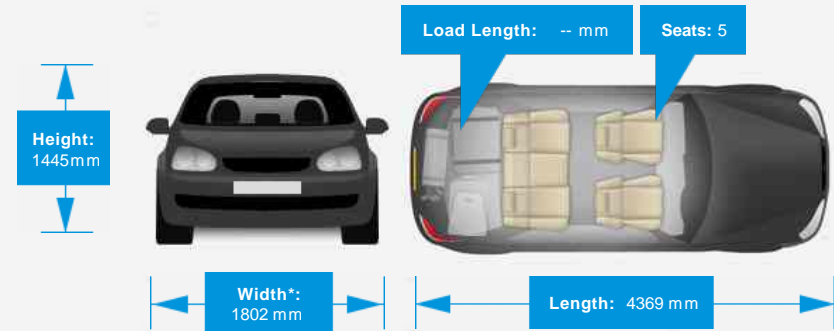 Load Length: -- mm
Seats: 5
Height:
1445mm
Width*:
1802 mm
Length: 4369 mm